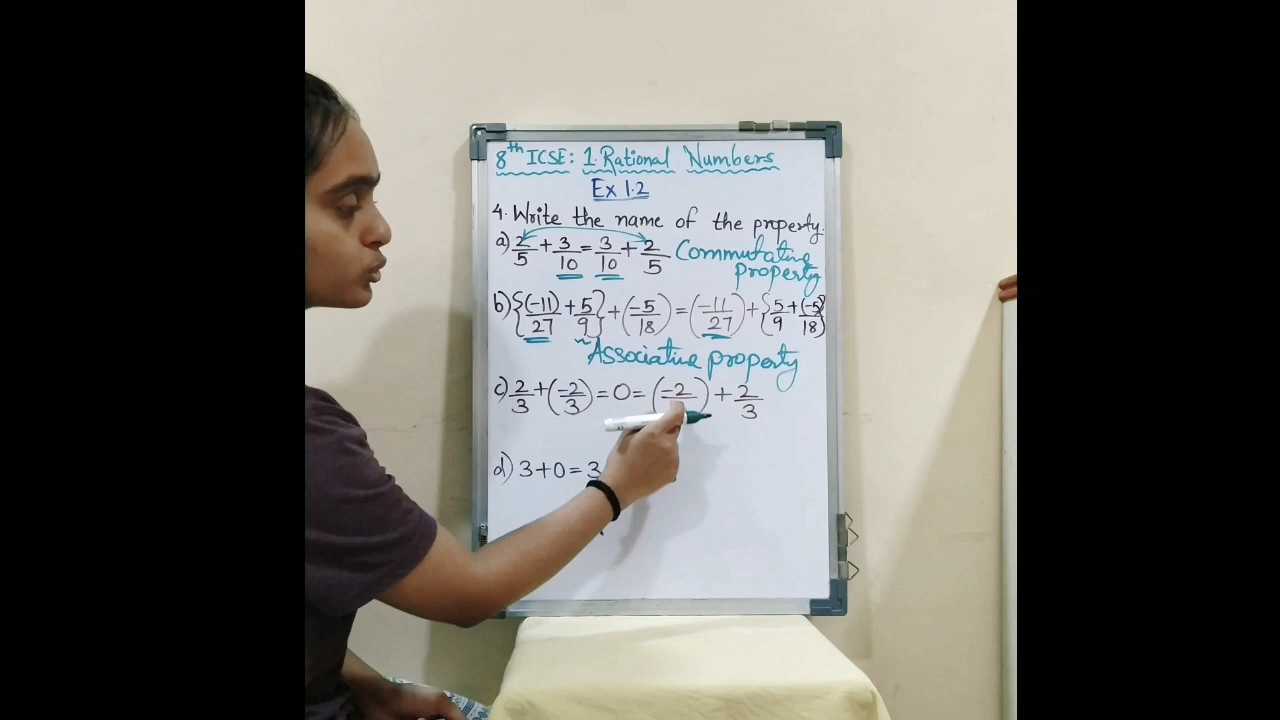 8th ICSE: 1. Rational Numbers
Ex 1.2
4. Write the name of the property.
a) 2/5 + 3/10 = 3/10 + 2/5 Commutative property
b) {(-11)/27 + 5/9} + (-5/18) = (-11/27) + {5/9 + (-5)/18}
Associative property
c) 2/3 + (-2/3) = 0 = (-2/ ) + 2/3
d) 3+0=3